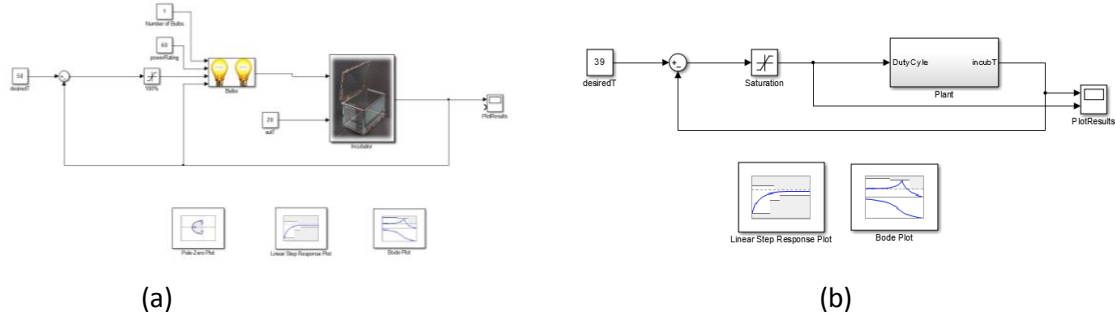 1
Number of Bulbs
60
powerRating
50
desiredT
100%
Bulbs
20
Incubator
PlotResults
Pole-Zero Plot
Linear Step Response Plot
Bode Plot
(a)
39
desiredT
Saturation
DutyCyle
incubT
Plant
PlotResults
Linear Step Response Plot
Bode Plot
(b)